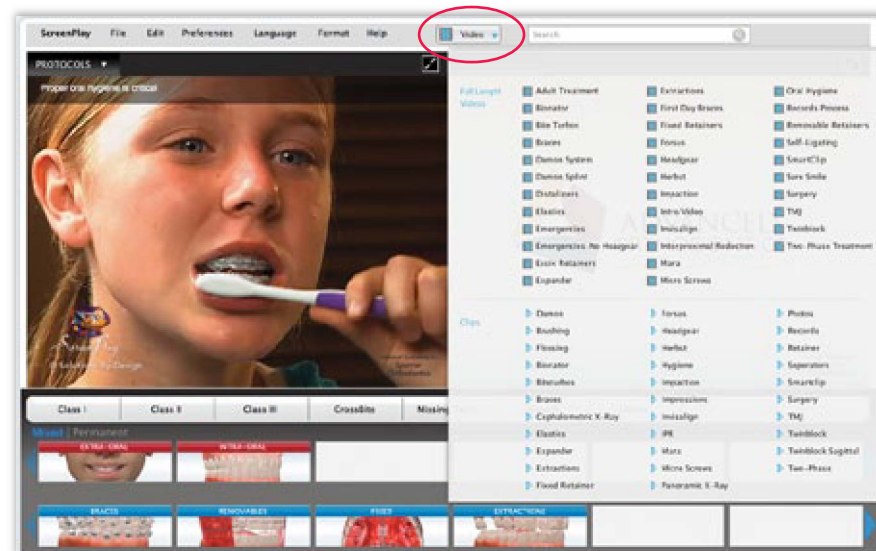 ScreenPlay File Edit Preferences Language Format Help Video Search
PROTOCOLS
Proper oral hygiene is critical
Full Length Videos
Adult Treatment
Bionator
Bite Turbos
Braces
Damon System
Damon Splint
Distalizers
Elastics
Emergencies
Emergencies-No Headgear
Essix Retainers
Expander
Extractions
First Day Braces
Fixed Retainers
Forsus
Headgear
Herbst
Impaction
Intro Video
Invisalign
Interproximal Reduction
Mara
Micro Screws
Oral Hygiene
Records Process
Removable Retainers
Self-Ligating
SmartClip
Sure Smile
Surgery
TMJ
Twinblock
Two-Phase Treatment
Clips
Damon
Brushing
Flossing
Bionator
Biteturbos
Braces
Cephalometric X-Ray
Elastics
Expander
Extractions
Fixed Retainer
Forsus
Headgear
Herbst
Hygiene
Impaction
Impressions
Invisalign
IPR
Mara
Micro Screws
Panoramic X-Ray
Photos
Records
Retainer
Separators
Smartclip
Surgery
TMJ
Twinblock
Twinblock Sagittal
Two-Phase
Class I Class II Class III CrossBite Missing
Mixed | Permanent
EXTRA-ORAL INTRA-ORAL
BRACES REMOVABLES FIXED EXTRACTIONS